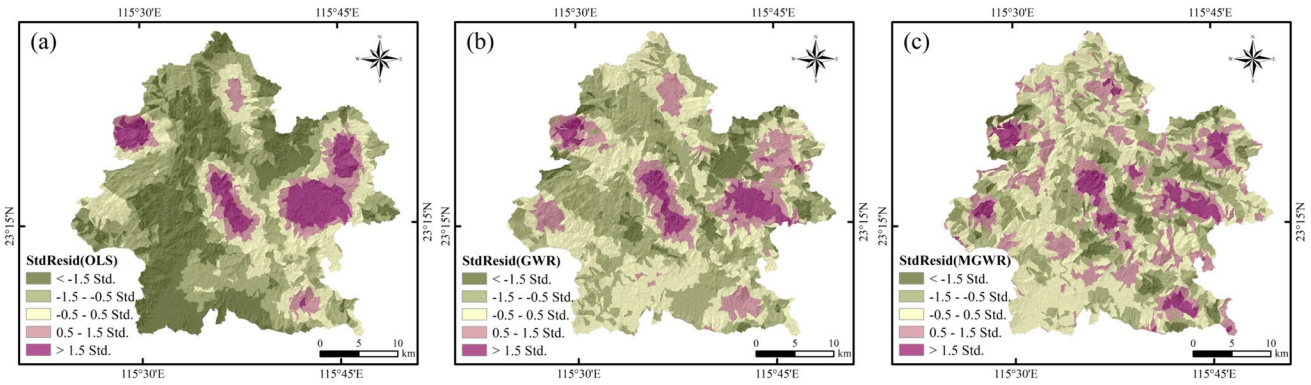 115°30'E 115°45'E
(a)
N
W E
S
23°15'N
StdResid(OLS)
< -1.5 Std.
-1.5 - -0.5 Std.
-0.5 - 0.5 Std.
0.5 - 1.5 Std.
> 1.5 Std.
0 5 10
km
115°30'E 115°45'E
115°30'E 115°45'E
(b)
N
W E
S
23°15'N
23°15'N
StdResid(GWR)
< -1.5 Std.
-1.5 - -0.5 Std.
-0.5 - 0.5 Std.
0.5 - 1.5 Std.
> 1.5 Std.
0 5 10
km
115°30'E 115°45'E
115°30'E 115°45'E
(c)
N
W E
S
23°15'N
23°15'N
StdResid(MGWR)
< -1.5 Std.
-1.5 - -0.5 Std.
-0.5 - 0.5 Std.
0.5 - 1.5 Std.
> 1.5 Std.
0 5 10
km
115°30'E 115°45'E